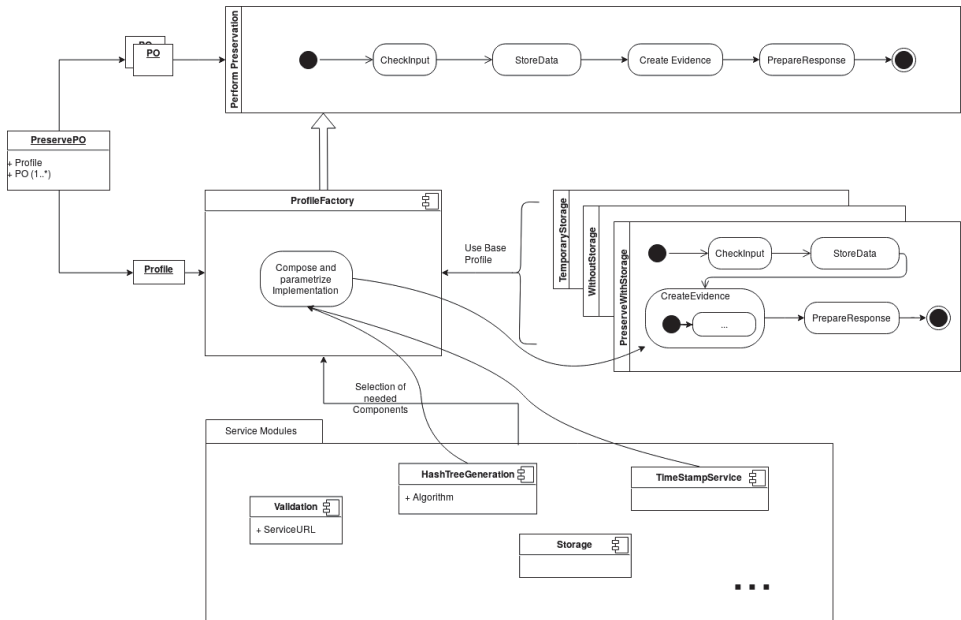 PO
PO
Perform Preservation
CheckInput
StoreData
Create Evidence
PrepareResponse
PreservePO
+ Profile
+ PO (1..*)
Profile
ProfileFactory
Compose and
parametrize
Implementation
Use Base
Profile
TemporaryStorage
WithoutStorage
PreserveWithStorage
CheckInput
StoreData
CreateEvidence
...
PrepareResponse
Selection of
needed
Components
Service Modules
HashTreeGeneration
+ Algorithm
TimeStampService
Validation
+ ServiceURL
Storage